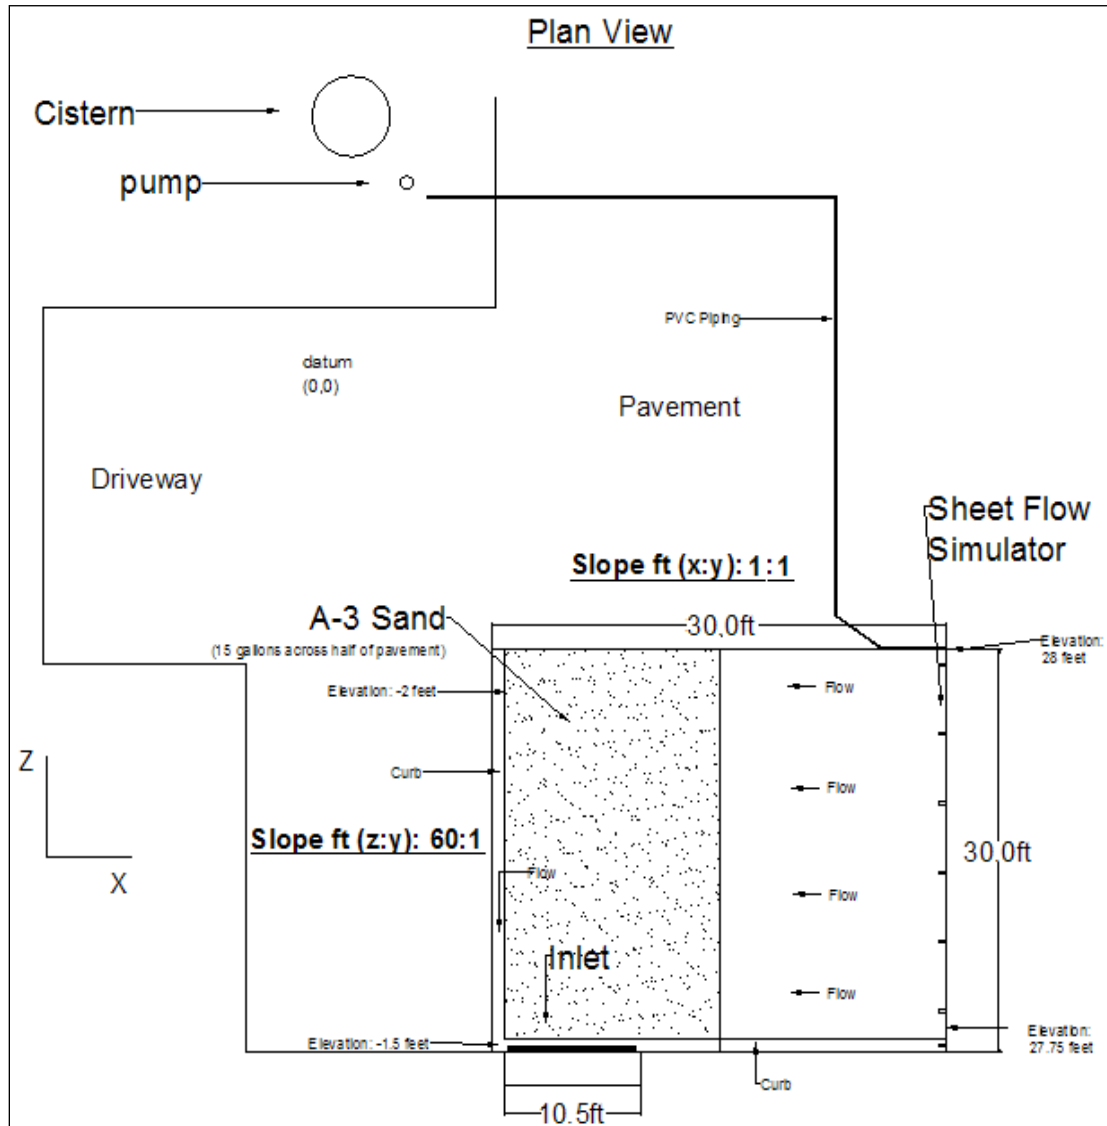 Plan View
Cistern
pump
PVC Piping
datum
(0,0)
Pavement
Driveway
Sheet Flow
Simulator
Slope ft (x:y): 1:1
A-3 Sand
(15 gallons across half of pavement)
30.0ft
Elevation:
28 feet
Elevation: -2 feet
Flow
Z
Curb
Flow
Slope ft (z:y): 60:1
30.0ft
X
Flow
Flow
Inlet
Flow
Elevation: -1.5 feet
Elevation:
27.75 feet
Curb
10.5ft